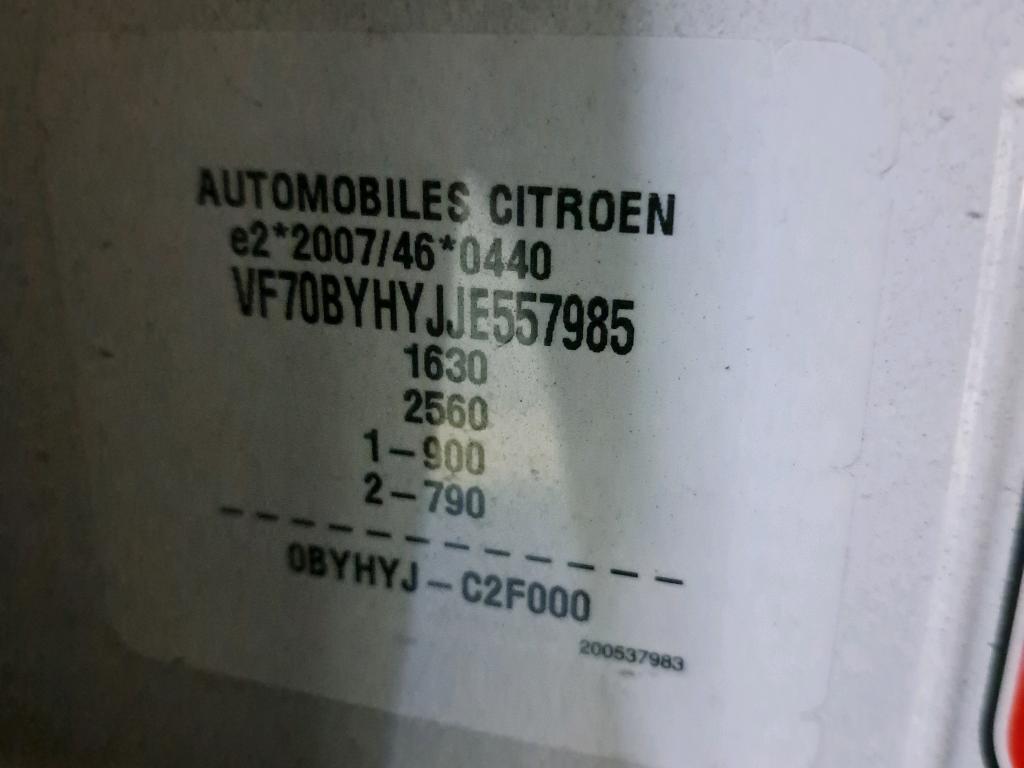 AUTOMOBILES CITROEN
e2*2007/46*0440
VF70BYHYJJE557985
1630
2560
1-900
2-790
0BYHYJ-C2F000
200537983